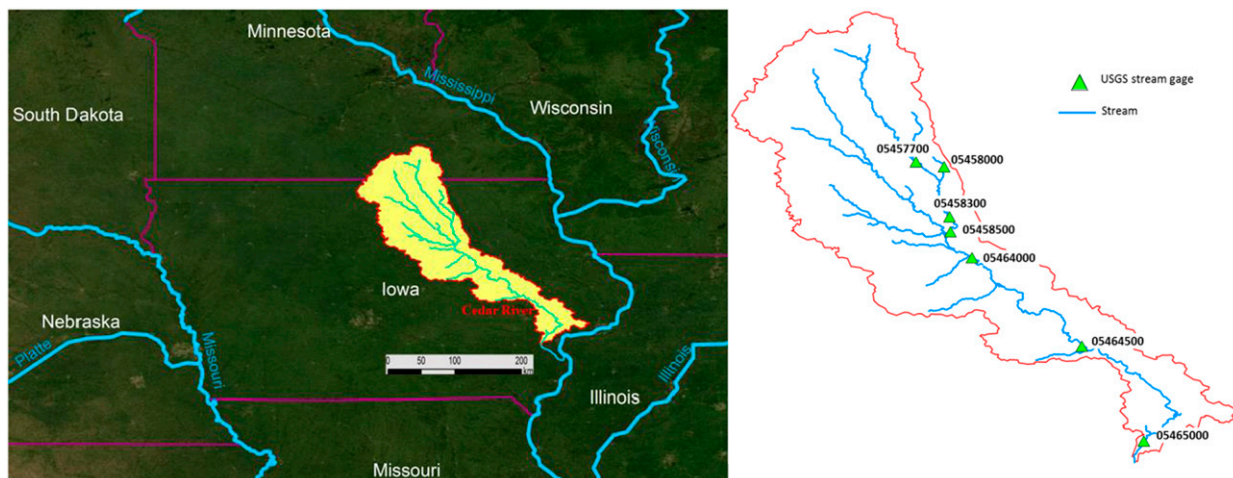 Minnesota
Mississippi
South Dakota
Wisconsin
Wisconsin
Iowa
Cedar River
Nebraska
Platte
Missouri
0 50 100 200
Km
Illinois
Illinois
Missouri
USGS stream gage
Stream
05457700
05458000
05458300
05458500
05464000
05464500
05465000